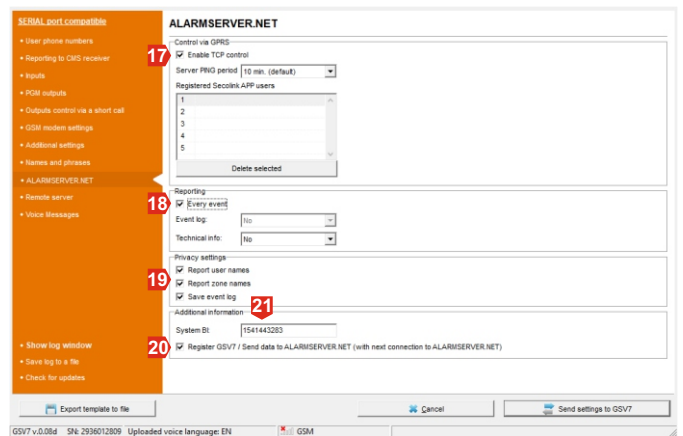 SERIAL port compatible
• User phone numbers
• Reporting to CMS receiver
• Inputs
• PGM outputs
• Outputs control via a short call
• GSM modem settings
• Additional settings
• Names and phrases
• ALARMSERVER.NET
• Remote server
• Voice Messages
• Show log window
• Save log to a file
• Check for updates
ALARMSERVER.NET
Control via GPRS
17 Enable TCP control
Server PING period 10 min. (default)
Registered Secolink APP users
1
2
3
4
5
Delete selected
Reporting
18 Every event
Event log: No
Technical info: No
Privacy settings
Report user names
19 Report zone names
Save event log
21
Additional information
System BI: 1541443283
20 Register GSV7 / Send data to ALARMSERVER.NET (with next connection to ALARMSERVER.NET)
Export template to file
Cancel
Send settings to GSV7
GSV7 v.0.08d SN: 2936012809 Uploaded voice language: EN GSM